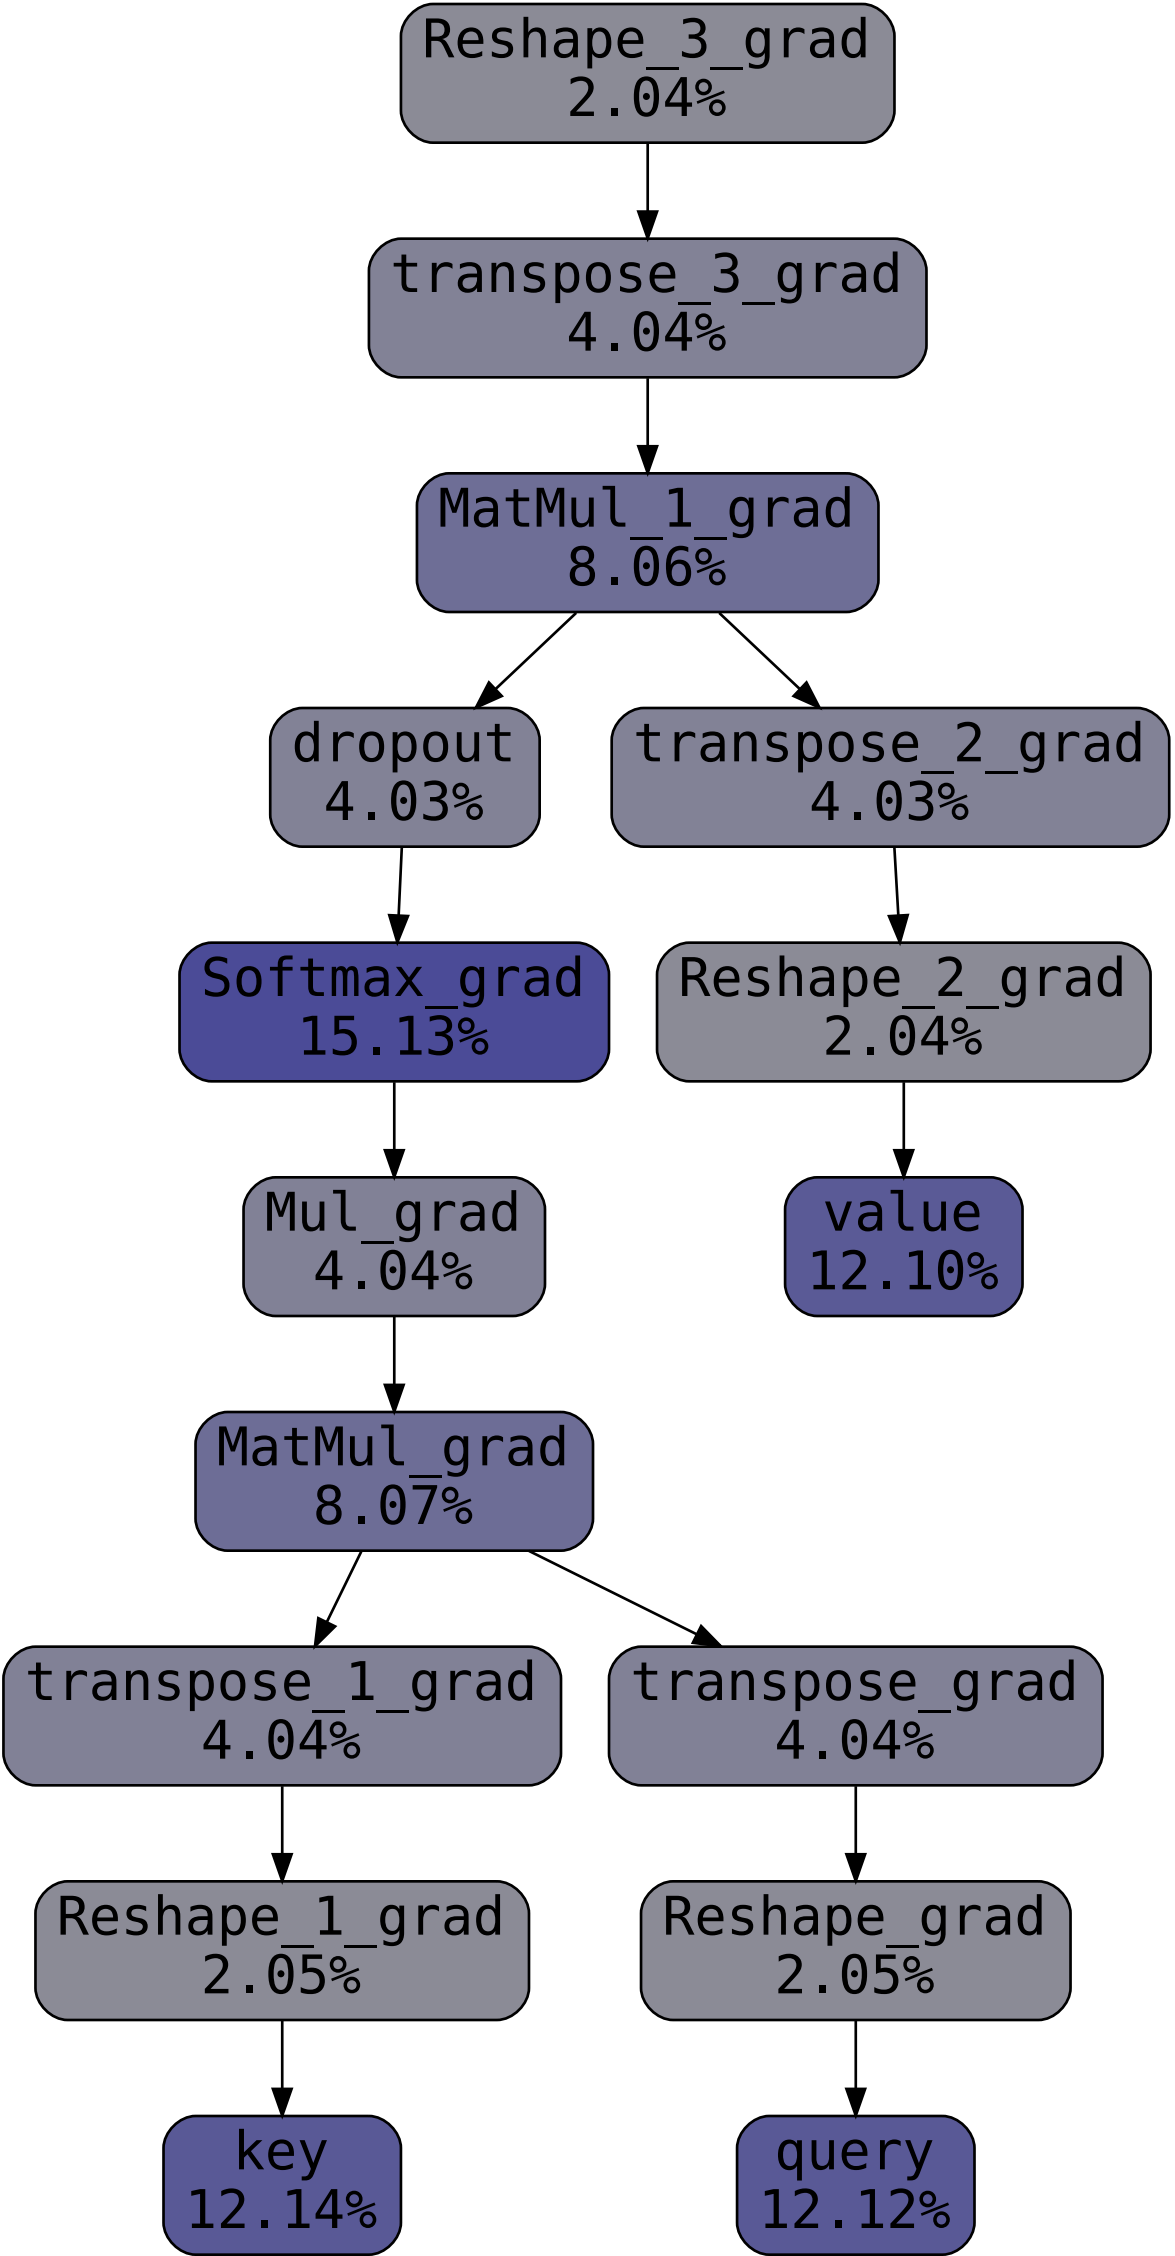 Reshape_3_grad
2.04%
transpose_3_grad
4.04%
MatMul_1_grad
8.06%
dropout
4.03%
transpose_2_grad
4.03%
Softmax_grad
15.13%
Reshape_2_grad
2.04%
Mul_grad
4.04%
value
12.10%
MatMul_grad
8.07%
transpose_1_grad
4.04%
transpose_grad
4.04%
Reshape_1_grad
2.05%
Reshape_grad
2.05%
key
12.14%
query
12.12%